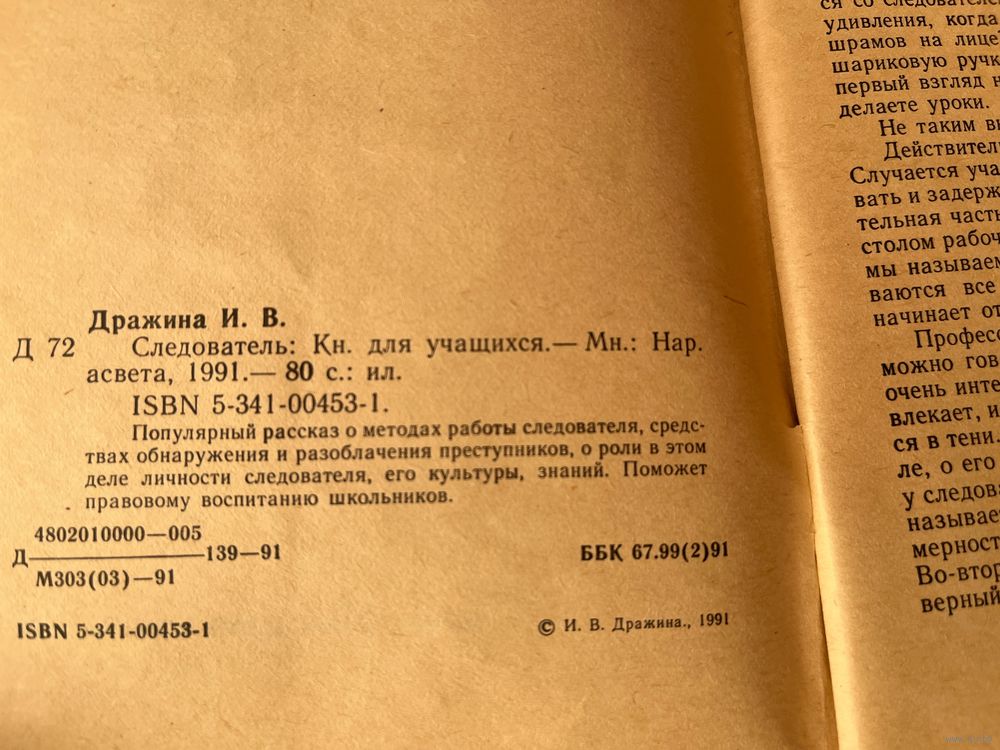 Дражина И. В.
Д 72 Следователь: Кн. для учащихся.— Мн.: Нар.
асвета, 1991.— 80 с.: ил.
ISBN 5-341-00453-1.
Популярный рассказ о методах работы следователя, средс-
твах обнаружения и разоблачения преступников, о роли в этом
деле личности следователя, его культуры, знаний. Поможет
правовому воспитанию школьников.
4802010000—005
Д————139—91
М303(03)—91
ББК 67.99(2)91
ISBN 5-341-00453-1
© И. В. Дражина., 1991
ся со следователе
удивления, когда
шрамов на лице
шариковую ручк
первый взгляд н
делаете уроки.
Не таким
Действител
Случается уча
вать и задерж
тельная част
столом рабоч
мы называем
ваются все
начинает от
Професс
можно гов
очень инте
влекает, и
ся в тени.
ле, о его
у следов
называе
мерност
Во-втор
верный